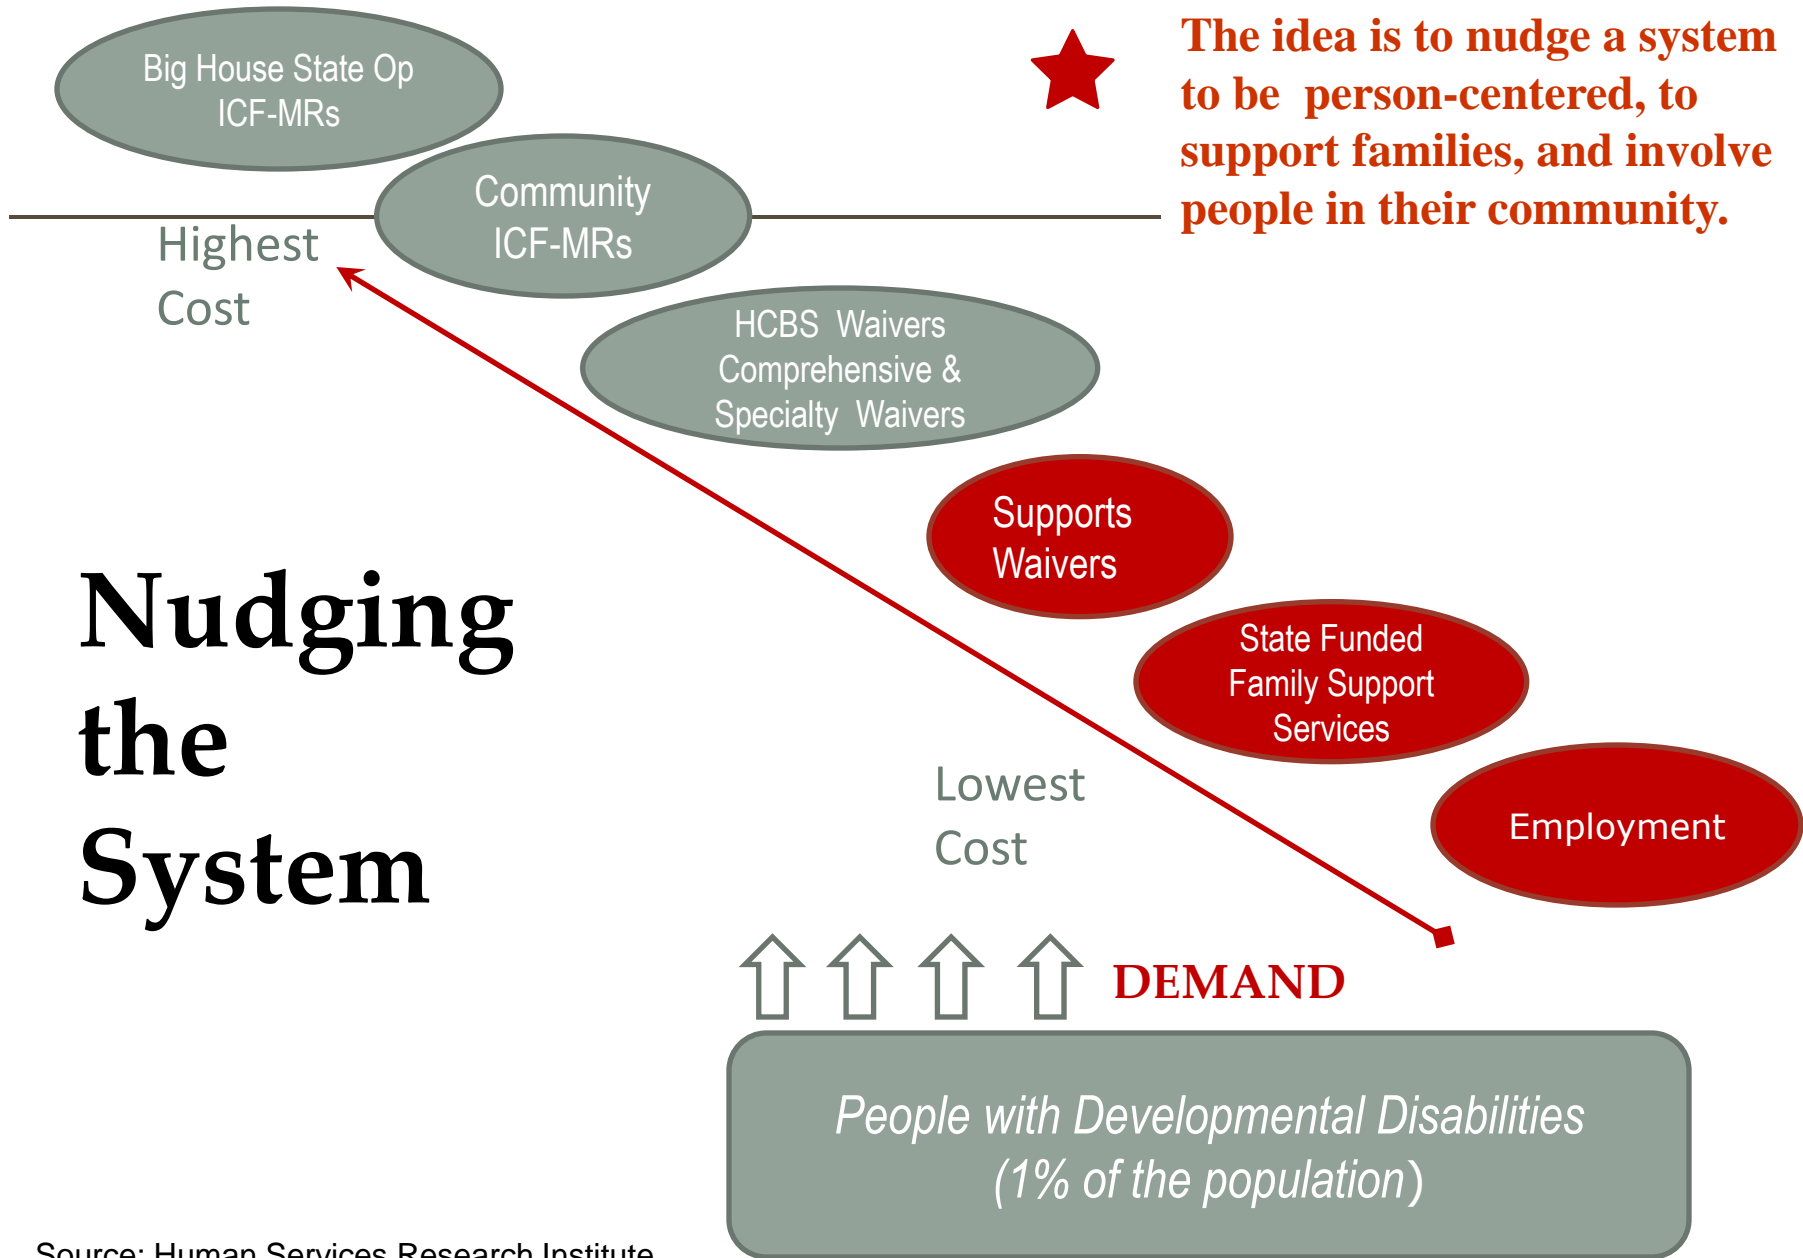 Big House State Op
ICF-MRs
The idea is to nudge a system
to be person-centered, to
support families, and involve
people in their community.
Community
ICF-MRs
Highest
Cost
HCBS Waivers
Comprehensive &
Specialty Waivers
Supports
Waivers
Nudging
the
System
State Funded
Family Support
Services
Lowest
Cost
Employment
DEMAND
People with Developmental Disabilities
(1% of the population)
Source: Human Services Research Institute